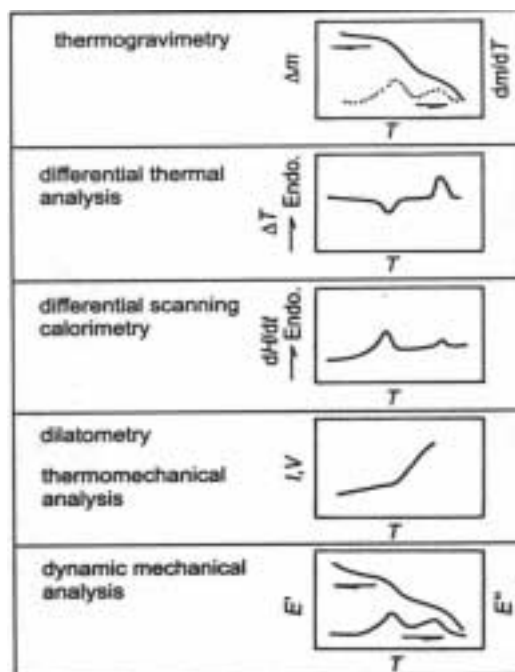 thermogravimetry
Δm
dm/dT
T
differential thermal
analysis
ΔT
Endo.
T
differential scanning
calorimetry
dH/dt
Endo.
T
dilatometry
thermomechanical
analysis
l,V
T
dynamic mechanical
analysis
E'
E"
T